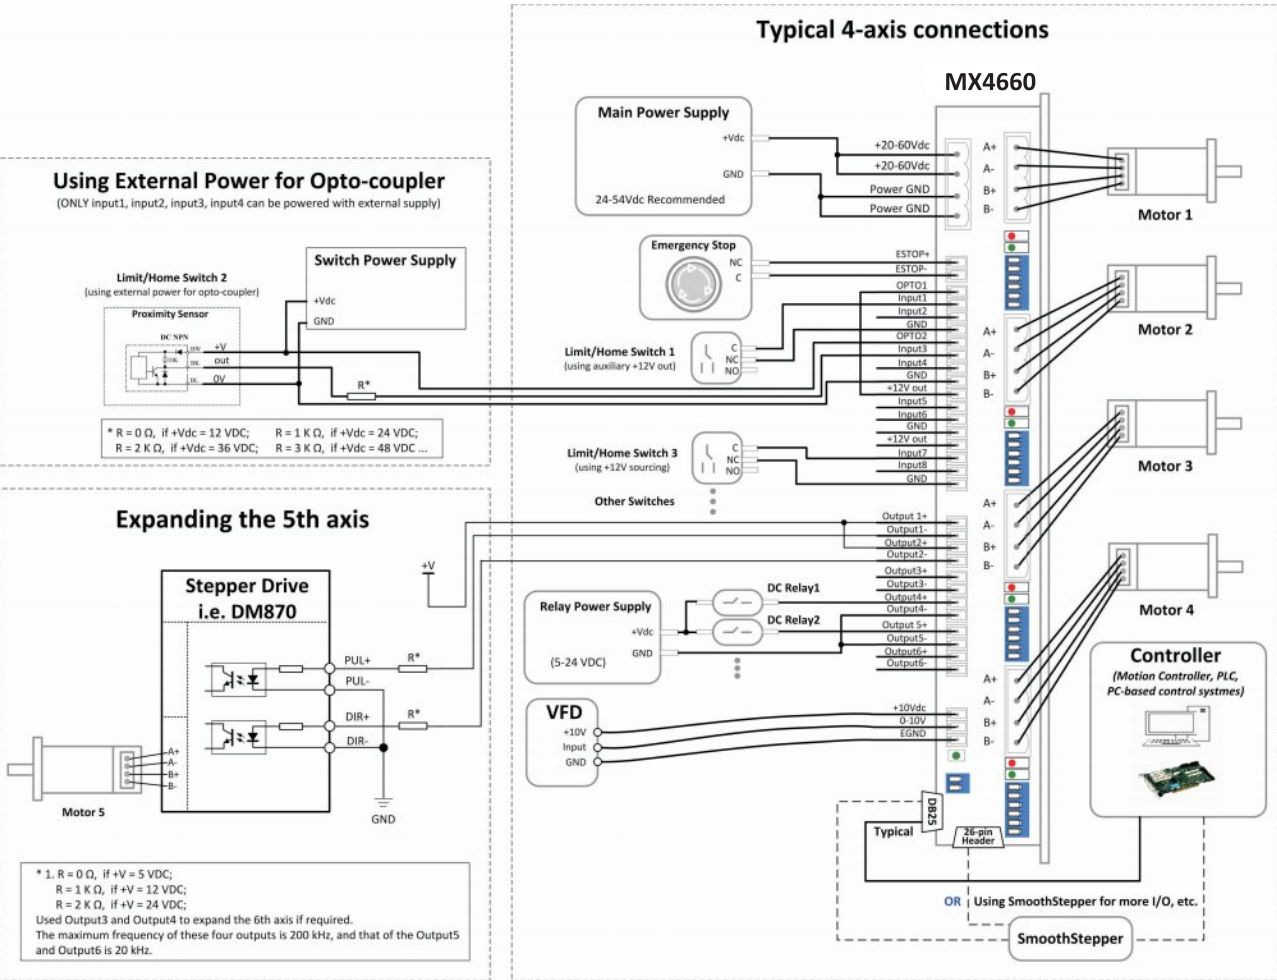 Typical 4-axis connections
MX4660
Main Power Supply
+Vdc
GND
24-54Vdc Recommended
+20-60Vdc
+20-60Vdc
Power GND
Power GND
A+
A-
B+
B-
Motor 1
Emergency Stop
NC
C
ESTOP+
ESTOP-
OPTO1
Input1
Input2
GND
OPTO2
Input3
Input4
GND
+12V out
Input5
Input6
GND
+12V out
Input7
Input8
GND
Limit/Home Switch 1
(using auxiliary +12V out)
C
NC
NO
A+
A-
B+
B-
Motor 2
Limit/Home Switch 3
(using +12V sourcing)
C
NC
NO
Other Switches
Motor 3
A+
A-
B+
B-
Output 1+
Output1-
Output2+
Output2-
Output3+
Output3-
Output4+
Output4-
Output 5+
Output5-
Output6+
Output6-
Relay Power Supply
+Vdc
GND
(5-24 VDC)
DC Relay1
DC Relay2
Motor 4
A+
A-
B+
B-
VFD
+10V
Input
GND
+10Vdc
0-10V
EGND
Controller
(Motion Controller, PLC,
PC-based control systmes)
DB25
Typical
26-pin
Header
OR Using SmoothStepper for more I/O, etc.
SmoothStepper
Using External Power for Opto-coupler
(ONLY input1, input2, input3, input4 can be powered with external supply)
Switch Power Supply
+Vdc
GND
Limit/Home Switch 2
(using external power for opto-coupler)
Proximity Sensor
DC NPN
+V
out
0V
R*
* R = 0 Ω, if +Vdc = 12 VDC; R = 1 K Ω, if +Vdc = 24 VDC;
R = 2 K Ω, if +Vdc = 36 VDC; R = 3 K Ω, if +Vdc = 48 VDC ...
Expanding the 5th axis
+V
Stepper Drive
i.e. DM870
PUL+
R*
PUL-
DIR+
R*
DIR-
GND
A+
A-
B+
B-
Motor 5
* 1. R = 0 Ω, if +V = 5 VDC;
R = 1 K Ω, if +V = 12 VDC;
R = 2 K Ω, if +V = 24 VDC;
Used Output3 and Output4 to expand the 6th axis if required.
The maximum frequency of these four outputs is 200 kHz, and that of the Output5
and Output6 is 20 kHz.